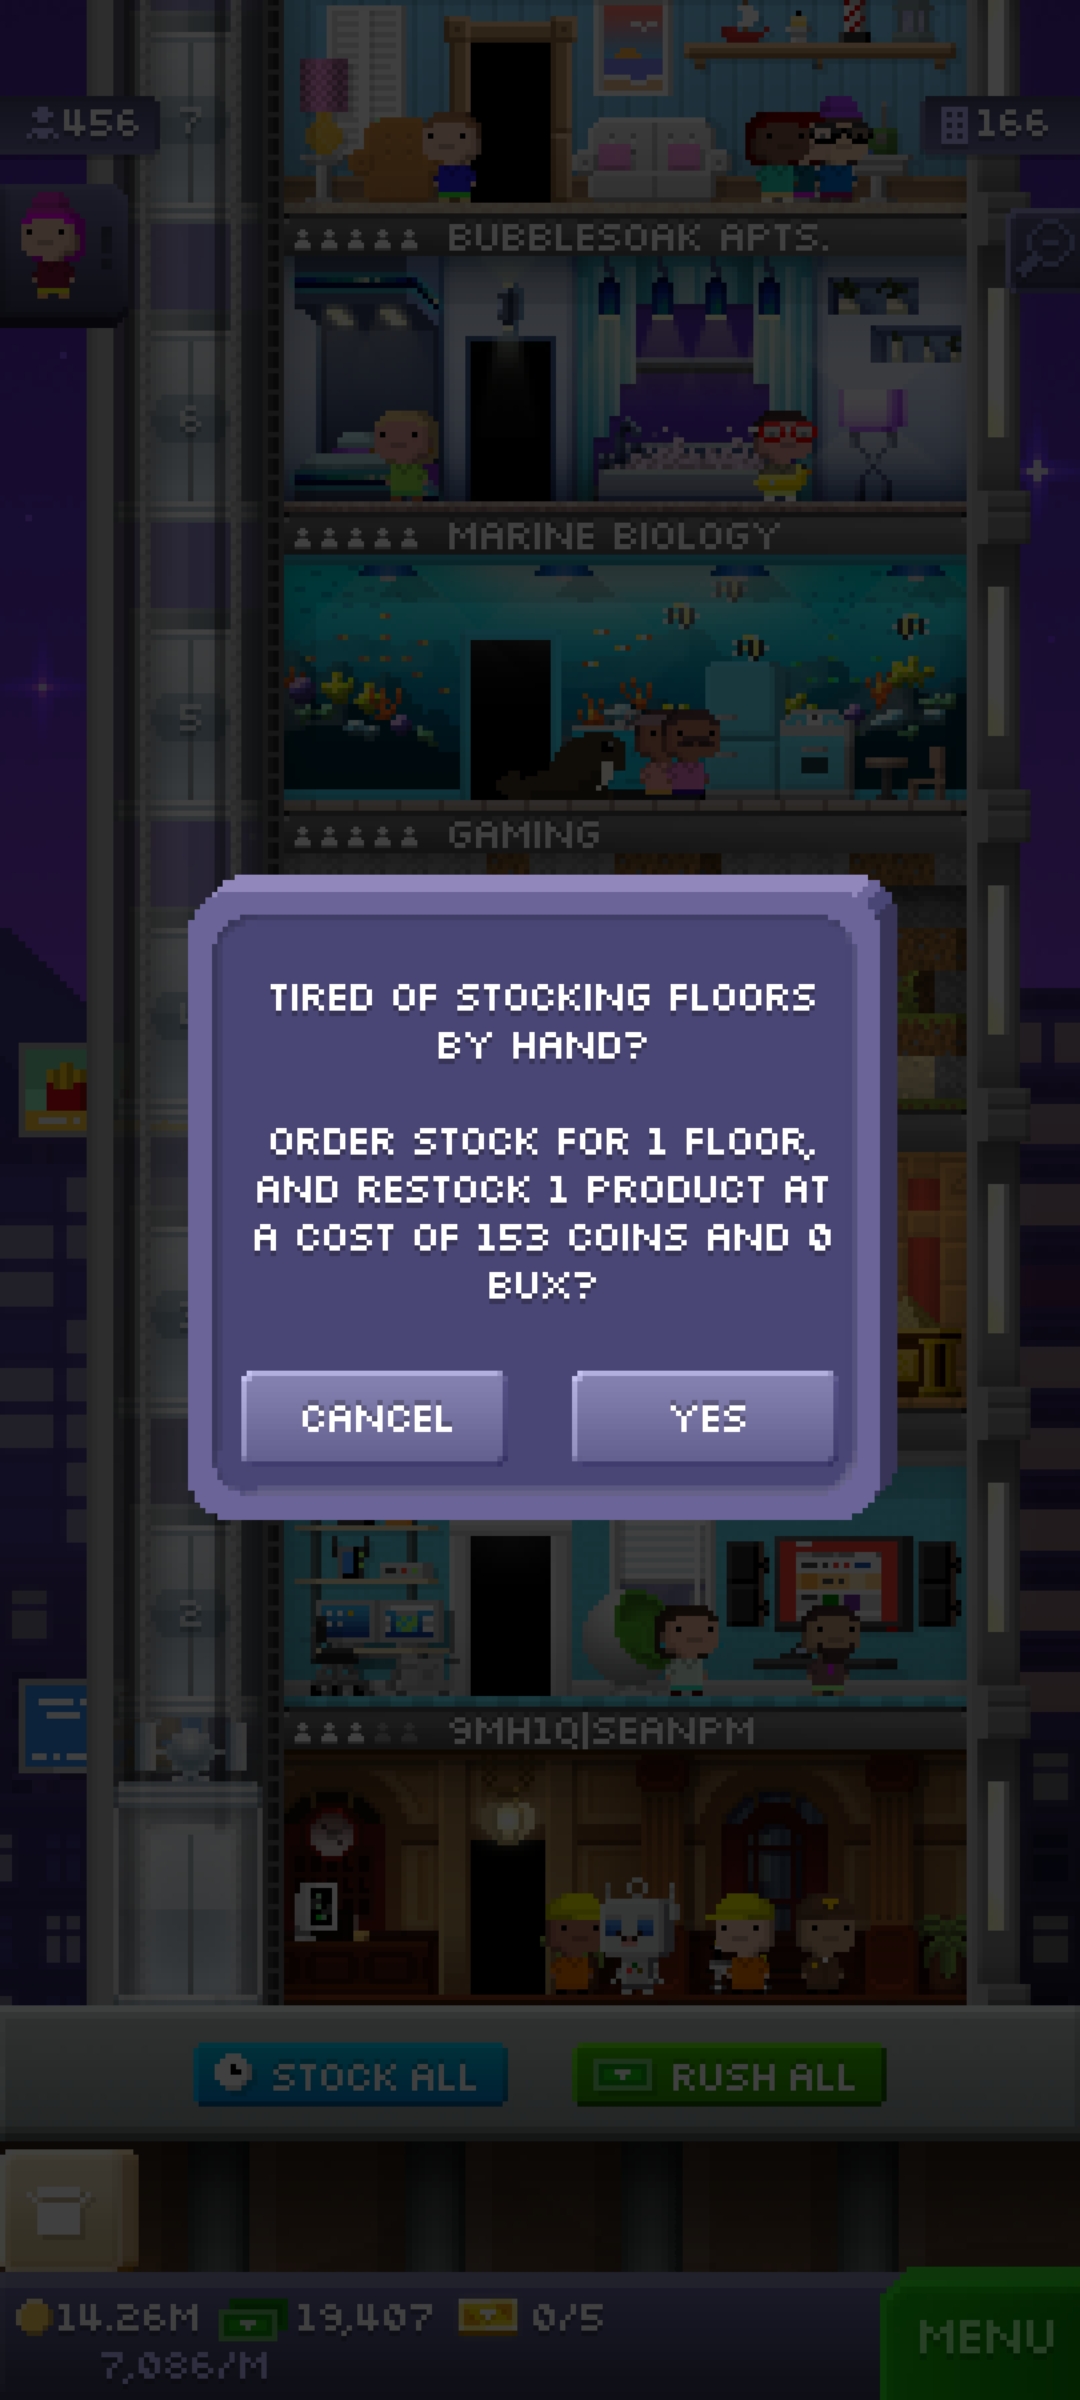 456
7
166
BUBBLESOAK APTS.
6
MARINE BIOLOGY
5
GAMING
TIRED OF STOCKING FLOORS
BY HAND?
ORDER STOCK FOR 1 FLOOR,
AND RESTOCK 1 PRODUCT AT
A COST OF 153 COINS AND 0
BUX?
CANCEL
YES
2
9MH1Q|SEANPM
STOCK ALL
RUSH ALL
14.26M
19,407
0/5
7,086/M
MENU